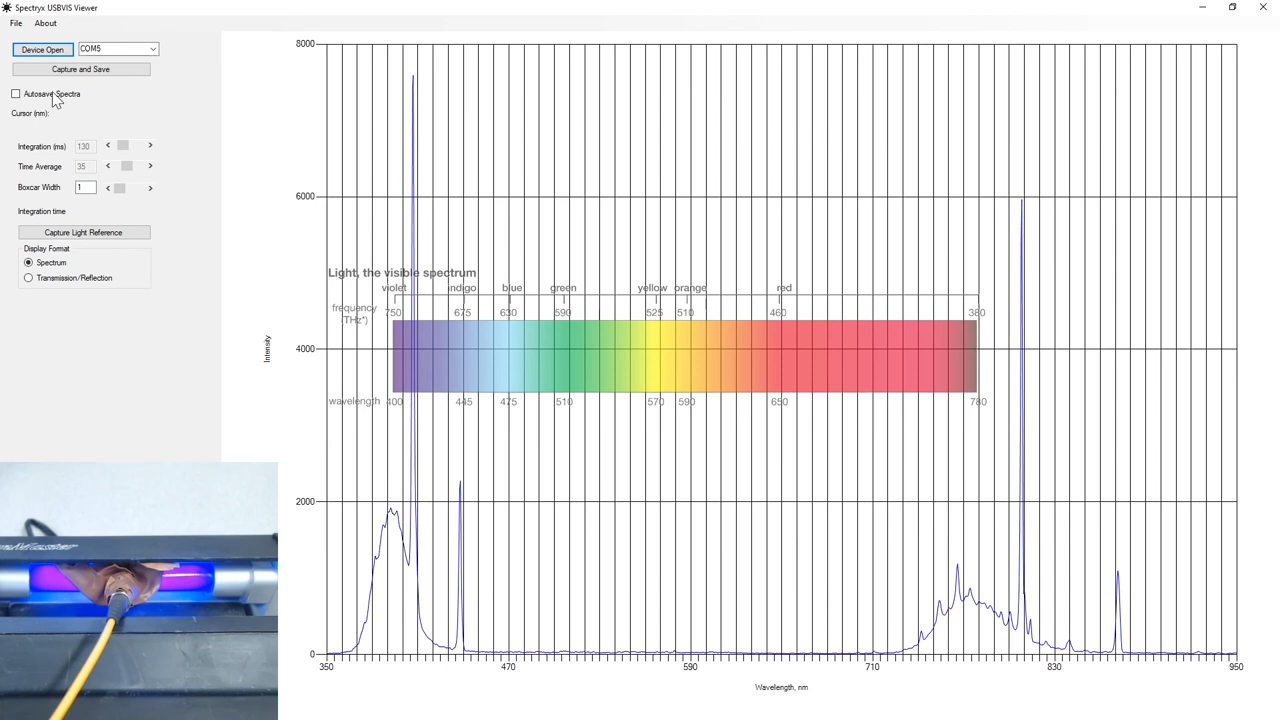 Spectryx USBVIS Viewer
File About
Device Open COM5
Capture and Save
Autosave Spectra
Cursor (nm):
Integration (ms) 130 < >
Time Average 35 < >
Boxcar Width 1 < >
Integration time
Capture Light Reference
Display Format
Spectrum
Transmission/Reflection
8000
6000
4000
2000
0
Intensity
Light, the visible spectrum
violet indigo blue green yellow orange red
frequency
(THz*)
750 675 630 590 525 510 460 380
wavelength 400 445 475 510 570 590 650 780
350 470 590 710 830 950
Wavelength, nm